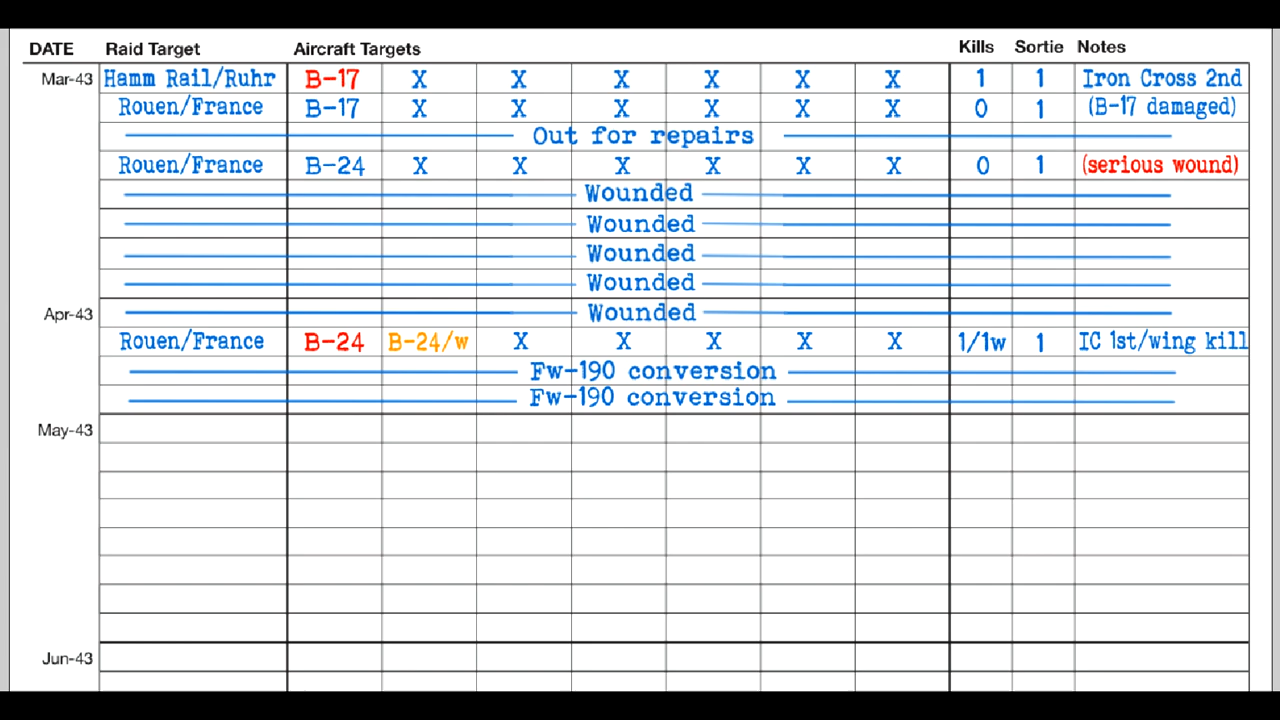 DATE Raid Target Aircraft Targets Kills Sortie Notes
Mar-43 Hamm Rail/Ruhr B-17 X X X X X X 1 1 Iron Cross 2nd
Rouen/France B-17 X X X X X X 0 1 (B-17 damaged)
Out for repairs
Rouen/France B-24 X X X X X X 0 1 (serious wound)
Wounded
Wounded
Wounded
Wounded
Apr-43 Wounded
Rouen/France B-24 B-24/w X X X X X 1/1w 1 IC 1st/wing kill
Fw-190 conversion
Fw-190 conversion
May-43
Jun-43